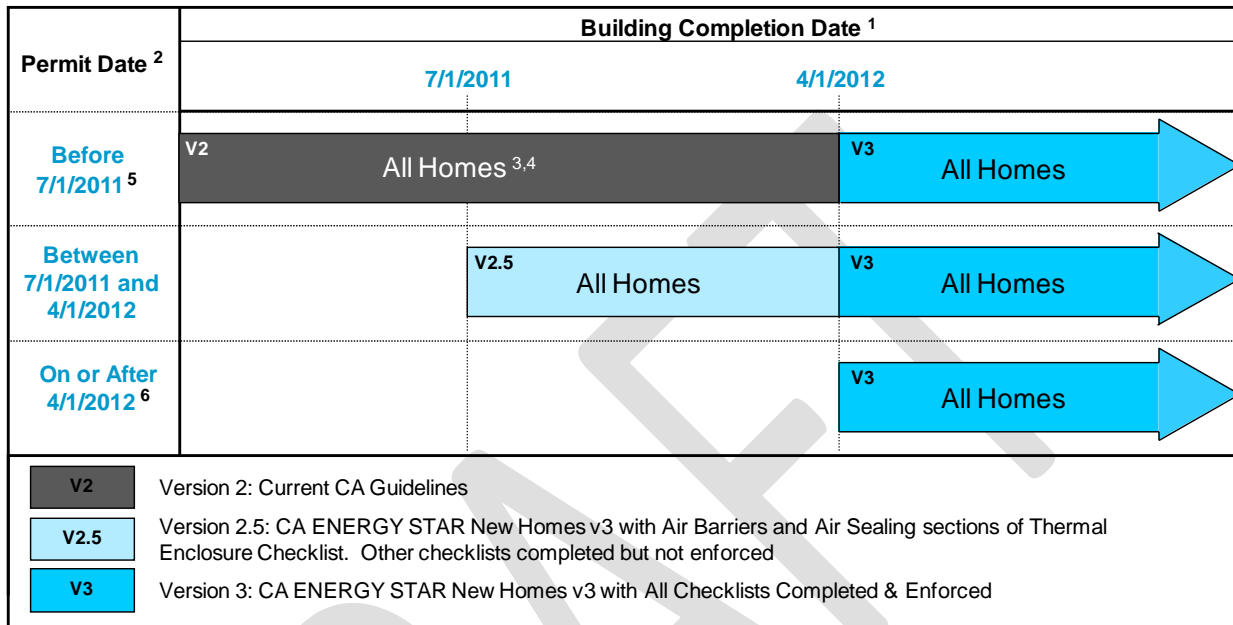 Building Completion Date 1
Permit Date 2
7/1/2011
4/1/2012
Before
7/1/2011 5
V2
All Homes 3,4
V3
All Homes
Between
7/1/2011 and
4/1/2012
V2.5
All Homes
V3
All Homes
On or After
4/1/2012 6
V3
All Homes
V2
Version 2: Current CA Guidelines
V2.5
Version 2.5: CA ENERGY STAR New Homes v3 with Air Barriers and Air Sealing sections of Thermal
Enclosure Checklist. Other checklists completed but not enforced
V3
Version 3: CA ENERGY STAR New Homes v3 with All Checklists Completed & Enforced
DRAFT